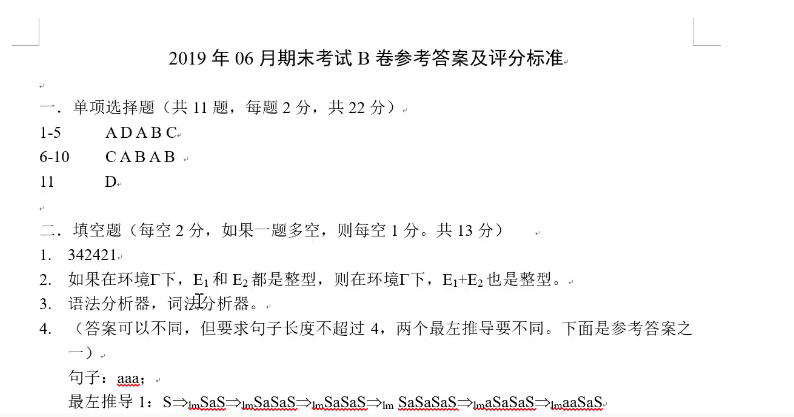 2019 年 06 月期末考试 B 卷参考答案及评分标准
一．单项选择题（共 11 题，每题 2 分，共 22 分）
1-5 A D A B C
6-10 C A B A B
11 D
二．填空题（每空 2 分，如果一题多空，则每空 1 分。共 13 分）
1. 342421
2. 如果在环境Γ下，E₁和 E₂都是整型，则在环境Γ下，E₁+E₂也是整型。
3. 语法分析器，词法分析器。
4. （答案可以不同，但要求句子长度不超过 4，两个最左推导要不同。下面是参考答案之
一）
句子：aaa；
最左推导 1：S⇒lmSaS⇒lmSaSaS⇒lmSaSaS⇒lm SaSaSaS⇒lmaSaSaS⇒lmaaSaS